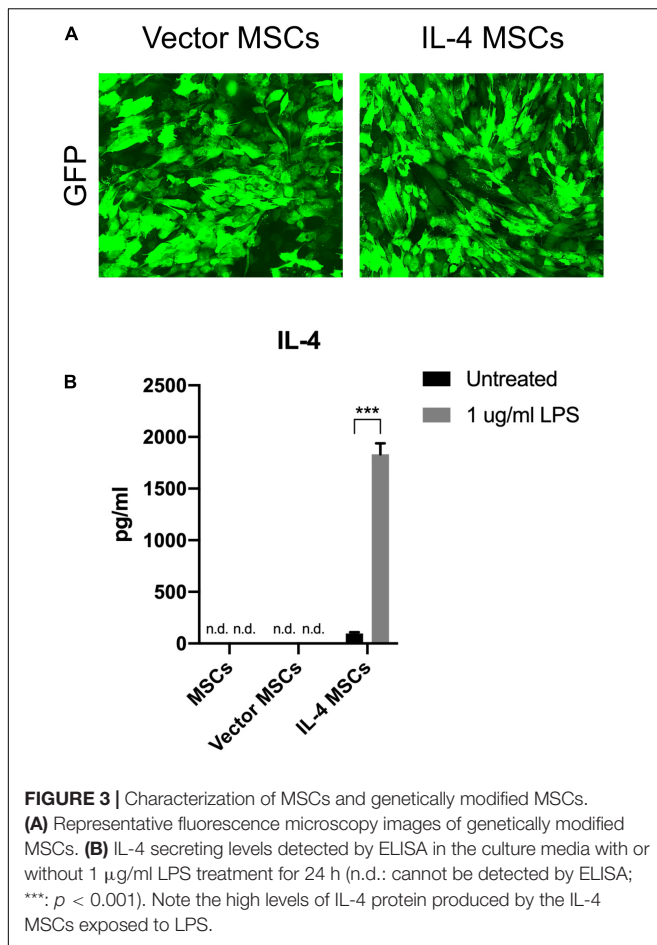 A
Vector MSCs
IL-4 MSCs
GFP
IL-4
B
Untreated
1 ug/ml LPS
2500
2000
1500
1000
500
0
pg/ml
***
n.d. n.d.
n.d. n.d.
MSCs
Vector MSCs
IL-4 MSCs
FIGURE 3 | Characterization of MSCs and genetically modified MSCs.
(A) Representative fluorescence microscopy images of genetically modified
MSCs. (B) IL-4 secreting levels detected by ELISA in the culture media with or
without 1 μg/ml LPS treatment for 24 h (n.d.: cannot be detected by ELISA;
***: p < 0.001). Note the high levels of IL-4 protein produced by the IL-4
MSCs exposed to LPS.